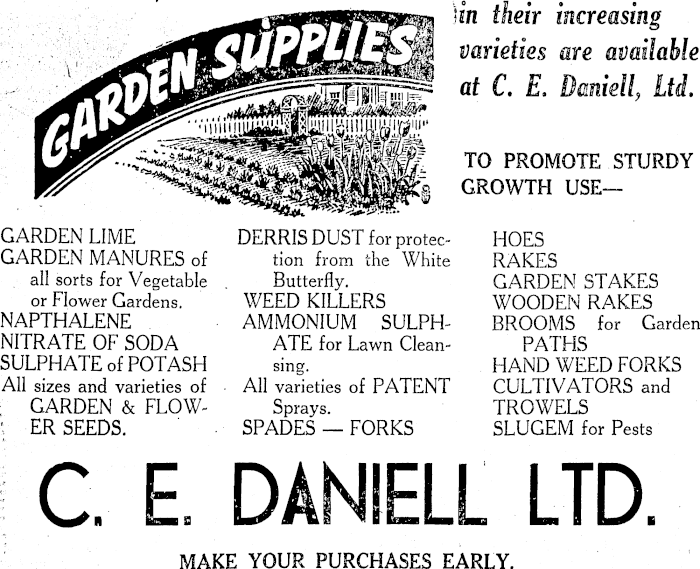 GARDEN SUPPLIES
in their increasing
varieties are available
at C. E. Daniell, Ltd.
TO PROMOTE STURDY
GROWTH USE—
GARDEN LIME
GARDEN MANURES of
all sorts for Vegetable
or Flower Gardens.
NAPTHALENE
NITRATE OF SODA
SULPHATE of POTASH
All sizes and varieties of
GARDEN & FLOW-
ER SEEDS.
DERRIS DUST for protec-
tion from the White
Butterfly.
WEED KILLERS
AMMONIUM SULPH-
ATE for Lawn Clean-
sing.
All varieties of PATENT
Sprays.
SPADES — FORKS
HOES
RAKES
GARDEN STAKES
WOODEN RAKES
BROOMS for Garden
PATHS
HAND WEED FORKS
CULTIVATORS and
TROWELS
SLUGEM for Pests
C. E. DANIELL LTD.
MAKE YOUR PURCHASES EARLY.